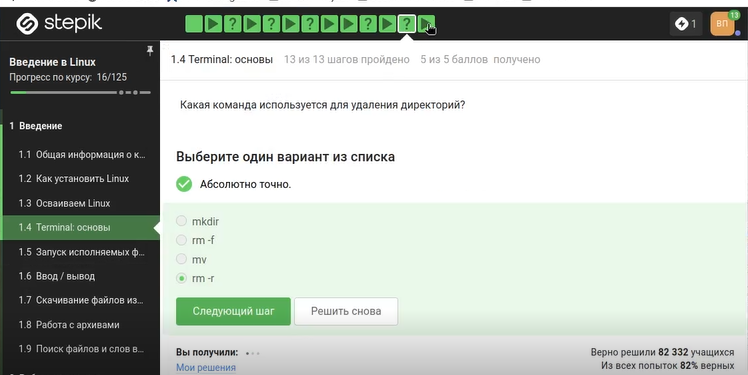 stepik
1
13
ВП
Введение в Linux
Прогресс по курсу: 16/125
1.4 Terminal: основы 13 из 13 шагов пройдено 5 из 5 баллов получено
Какая команда используется для удаления директорий?
1 Введение
1.1 Общая информация о к...
1.2 Как установить Linux
1.3 Осваиваем Linux
1.4 Terminal: основы
1.5 Запуск исполняемых ф...
1.6 Ввод / вывод
1.7 Скачивание файлов из...
1.8 Работа с архивами
1.9 Поиск файлов и слов в...
Выберите один вариант из списка
Абсолютно точно.
mkdir
rm -f
mv
rm -r
Следующий шаг
Решить снова
Вы получили:
Мои решения
Верно решили 82 332 учащихся
Из всех попыток 82% верных